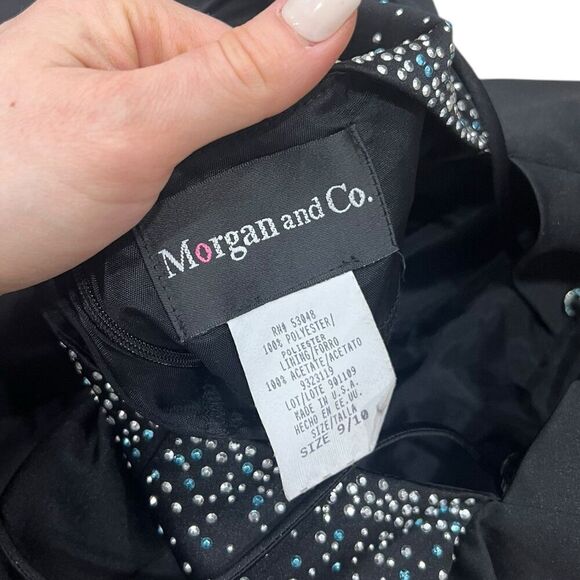 Morgan and Co.
RN# 53048
100% POLYESTER/
POLIESTER
LINING/FORRO
100% ACETATE/ACETATO
9323119
LOT/LOTE 901109
MADE IN U.S.A.
HECHO EN EE.UU.
SIZE/TALLA
SIZE 9/10